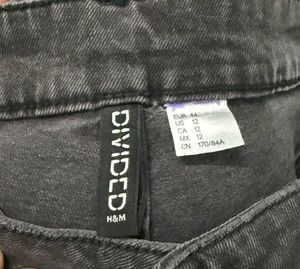 DIVIDED
H&M
EUR 44
US 12
CA 12
MX 12
CN 170/84A